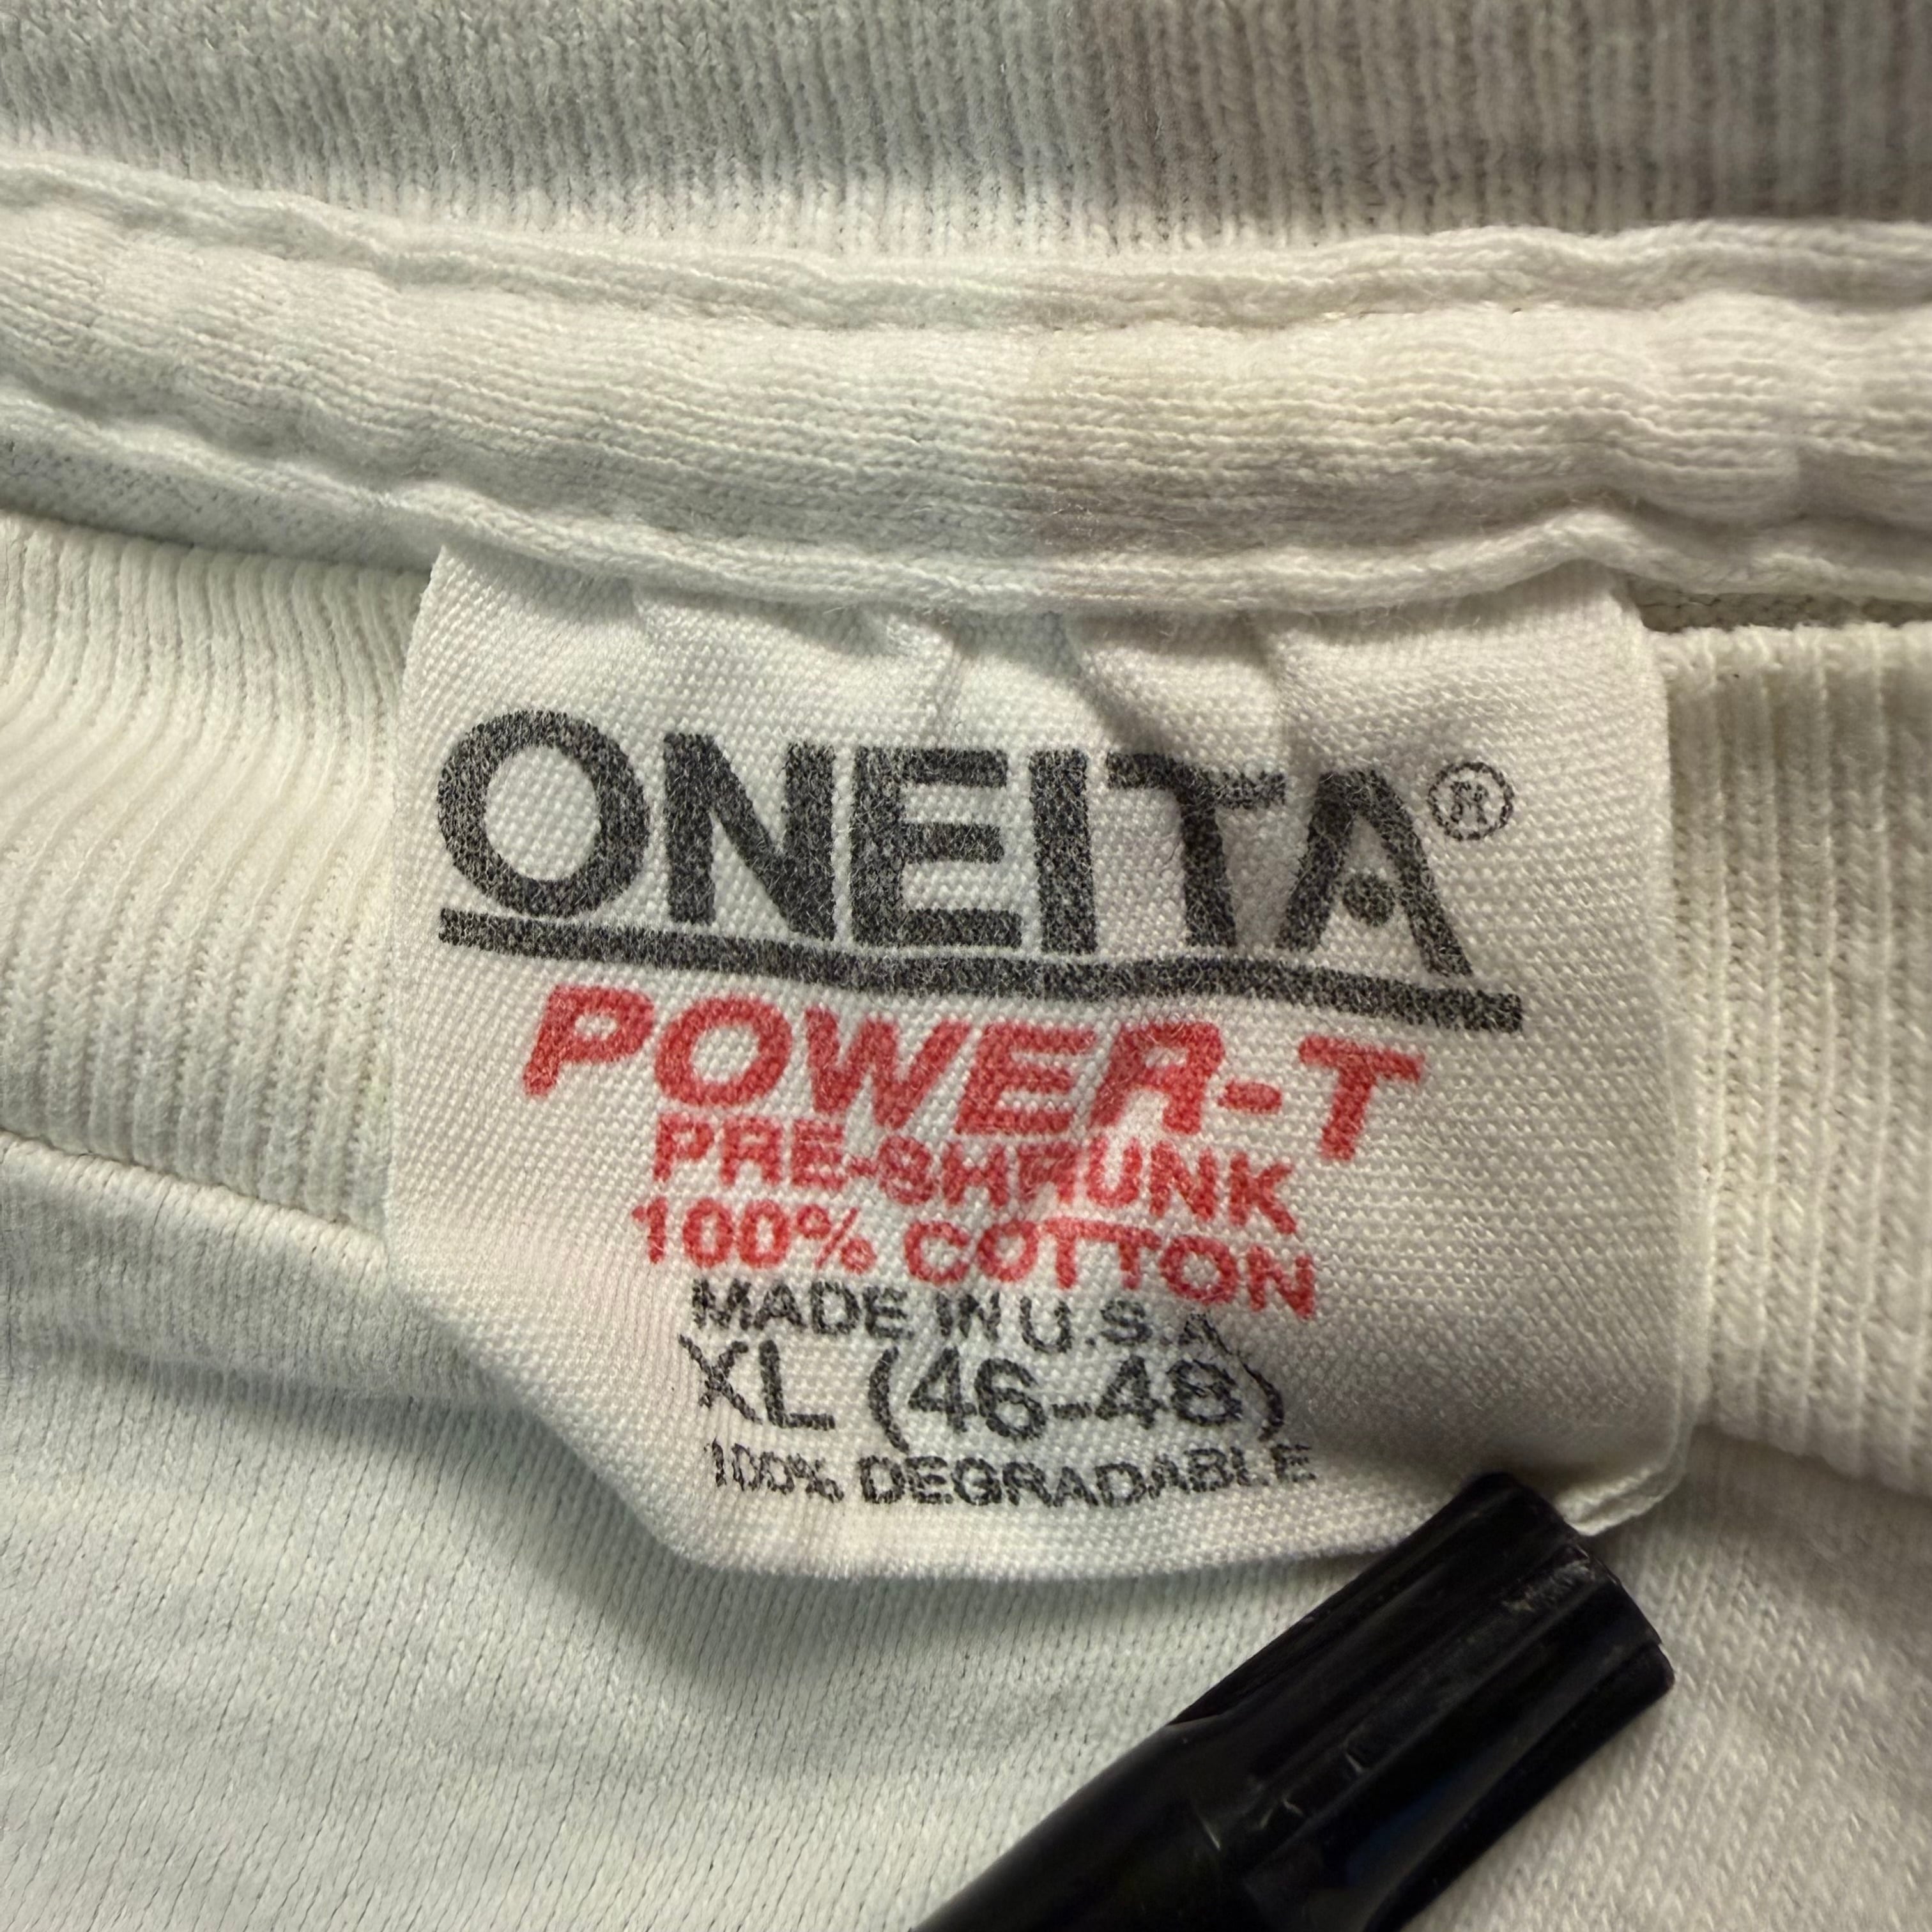 ONEITA®
POWER-T
PRE-SHRUNK
100% COTTON
MADE IN U.S.A
XL (46-48)
100% DEGRADABLE